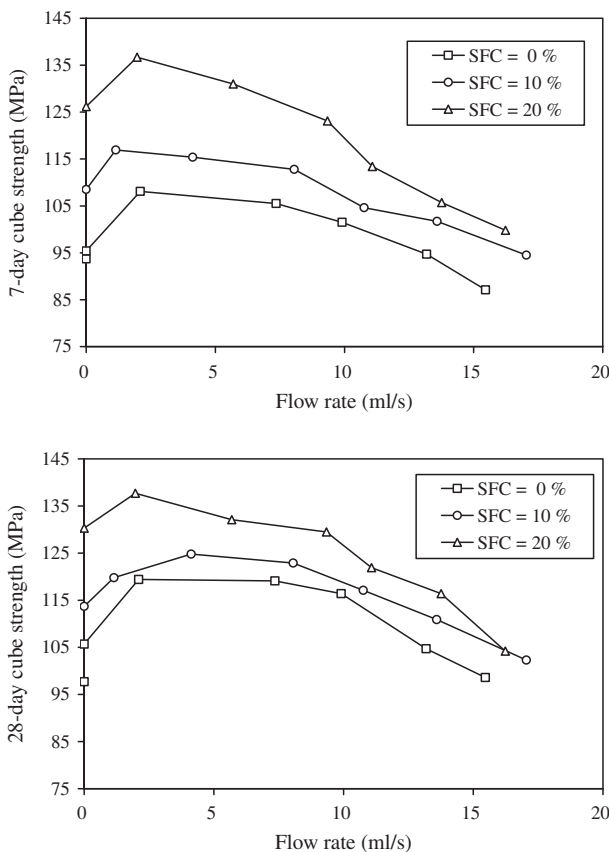 145
135
125
115
105
95
85
75
7-day cube strength (MPa)
SFC = 0 %
SFC = 10 %
SFC = 20 %
0 5 10 15 20
Flow rate (ml/s)
145
135
125
115
105
95
85
75
28-day cube strength (MPa)
SFC = 0 %
SFC = 10 %
SFC = 20 %
0 5 10 15 20
Flow rate (ml/s)